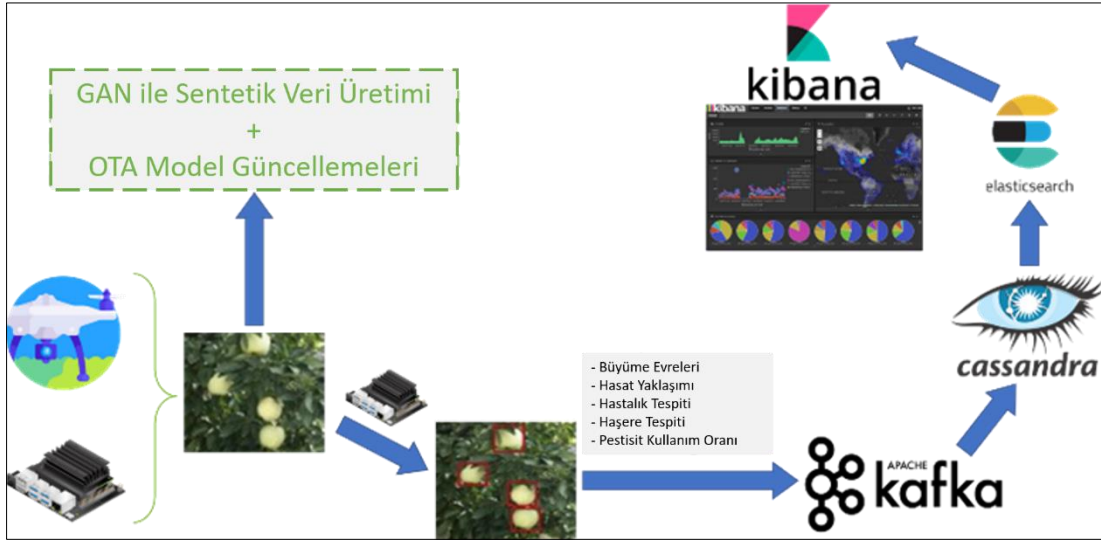 GAN ile Sentetik Veri Üretimi
+
OTA Model Güncellemeleri
kibana
kibana
elasticsearch
cassandra
- Büyüme Evreleri
- Hasat Yaklaşımı
- Hastalık Tespiti
- Haşere Tespiti
- Pestisit Kullanım Oranı
APACHE
kafka